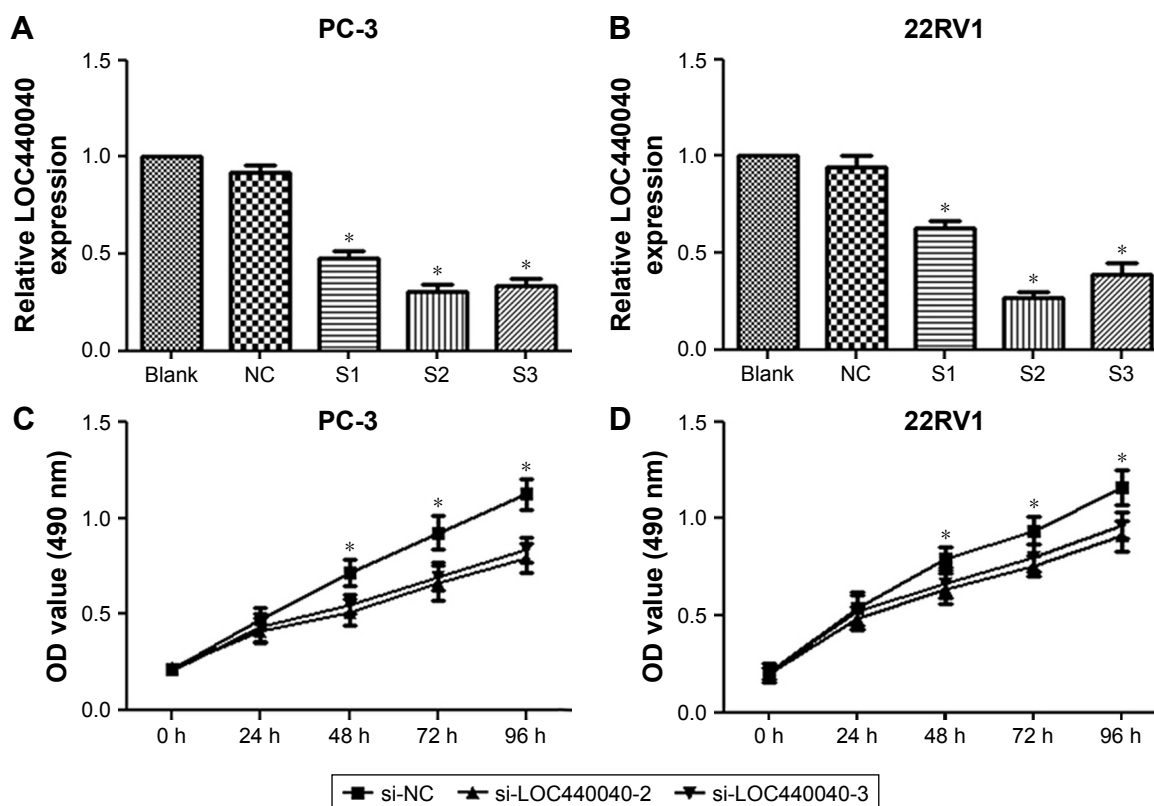 A
PC-3
Relative LOC440040
expression
1.5
1.0
0.5
0.0
*
*
*
Blank NC S1 S2 S3
B
22RV1
Relative LOC440040
expression
1.5
1.0
0.5
0.0
*
*
*
Blank NC S1 S2 S3
C
PC-3
OD value (490 nm)
1.5
1.0
0.5
0.0
*
*
*
0 h 24 h 48 h 72 h 96 h
D
22RV1
OD value (490 nm)
1.5
1.0
0.5
0.0
*
*
*
0 h 24 h 48 h 72 h 96 h
si-NC si-LOC440040-2 si-LOC440040-3